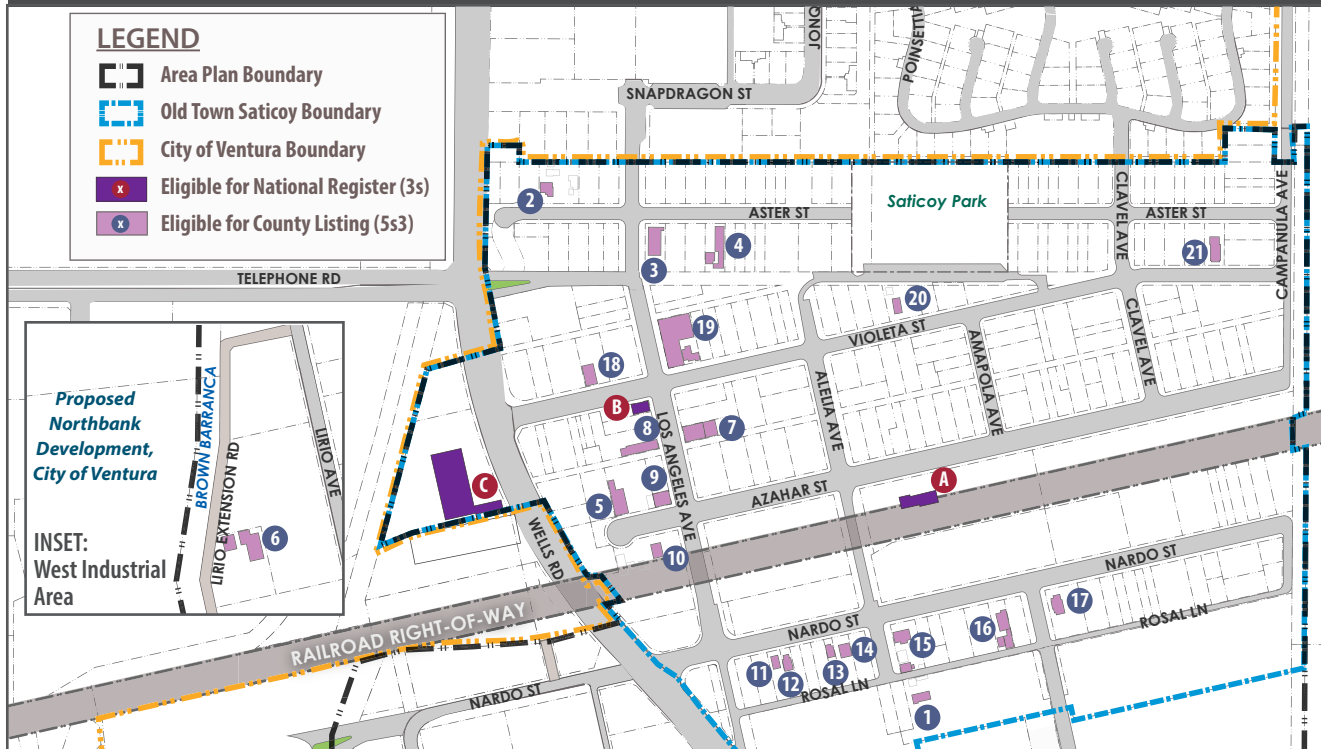 LEGEND
Area Plan Boundary
Old Town Saticoy Boundary
City of Ventura Boundary
x Eligible for National Register (3s)
x Eligible for County Listing (5s3)
JONQ
POINSETTIA
SNAPDRAGON ST
CLAVEL AVE
CAMPANULA AVE
Saticoy Park
2
ASTER ST
ASTER ST
3
4
21
TELEPHONE RD
20
19
VIOLETA ST
CLAVEL AVE
AMAPOLA AVE
18
ALELIA AVE
B
LOS ANGELES AVE
8
7
C
9
5
AZAHAR ST
A
WELLS RD
10
Proposed
Northbank
Development,
City of Ventura
BROWN BARRANCA
LIRIO EXTENSION RD
LIRIO AVE
6
INSET:
West Industrial
Area
NARDO ST
17
RAILROAD RIGHT-OF-WAY
NARDO ST
16
ROSAL LN
15
14
13
11
12
ROSAL LN
NARDO ST
1